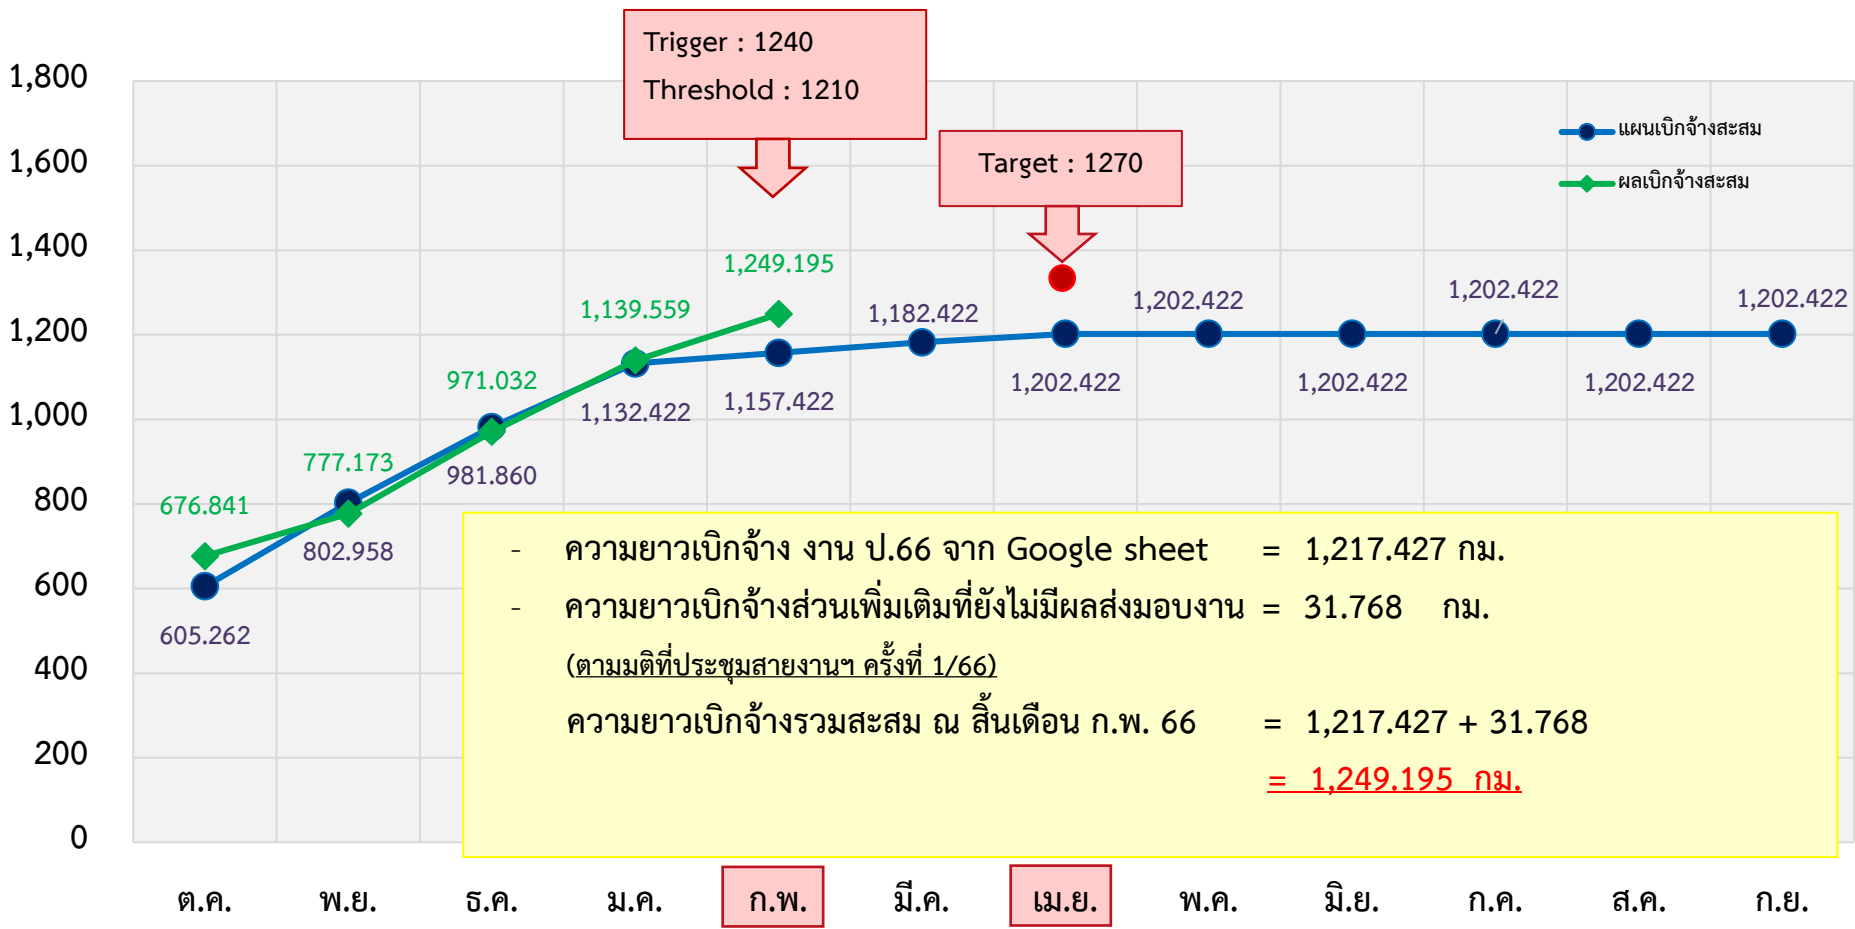 Trigger : 1240
Threshold : 1210
Target : 1270
แผนเบิกจ้างสะสม
ผลเบิกจ้างสะสม
1,800
1,600
1,400
1,200
1,000
800
600
400
200
0
676.841
777.173
971.032
1,139.559
1,249.195
605.262
802.958
981.860
1,132.422
1,157.422
1,182.422
1,202.422
1,202.422
1,202.422
1,202.422
1,202.422
1,202.422
- ความยาวเบิกจ้าง งาน ป.66 จาก Google sheet = 1,217.427 กม.
- ความยาวเบิกจ้างส่วนเพิ่มเติมที่ยังไม่มีผลส่งมอบงาน = 31.768 กม.
(ตามมติที่ประชุมสายงานฯ ครั้งที่ 1/66)
ความยาวเบิกจ้างรวมสะสม ณ สิ้นเดือน ก.พ. 66 = 1,217.427 + 31.768
= 1,249.195 กม.
ต.ค. พ.ย. ธ.ค. ม.ค. ก.พ. มี.ค. เม.ย. พ.ค. มิ.ย. ก.ค. ส.ค. ก.ย.